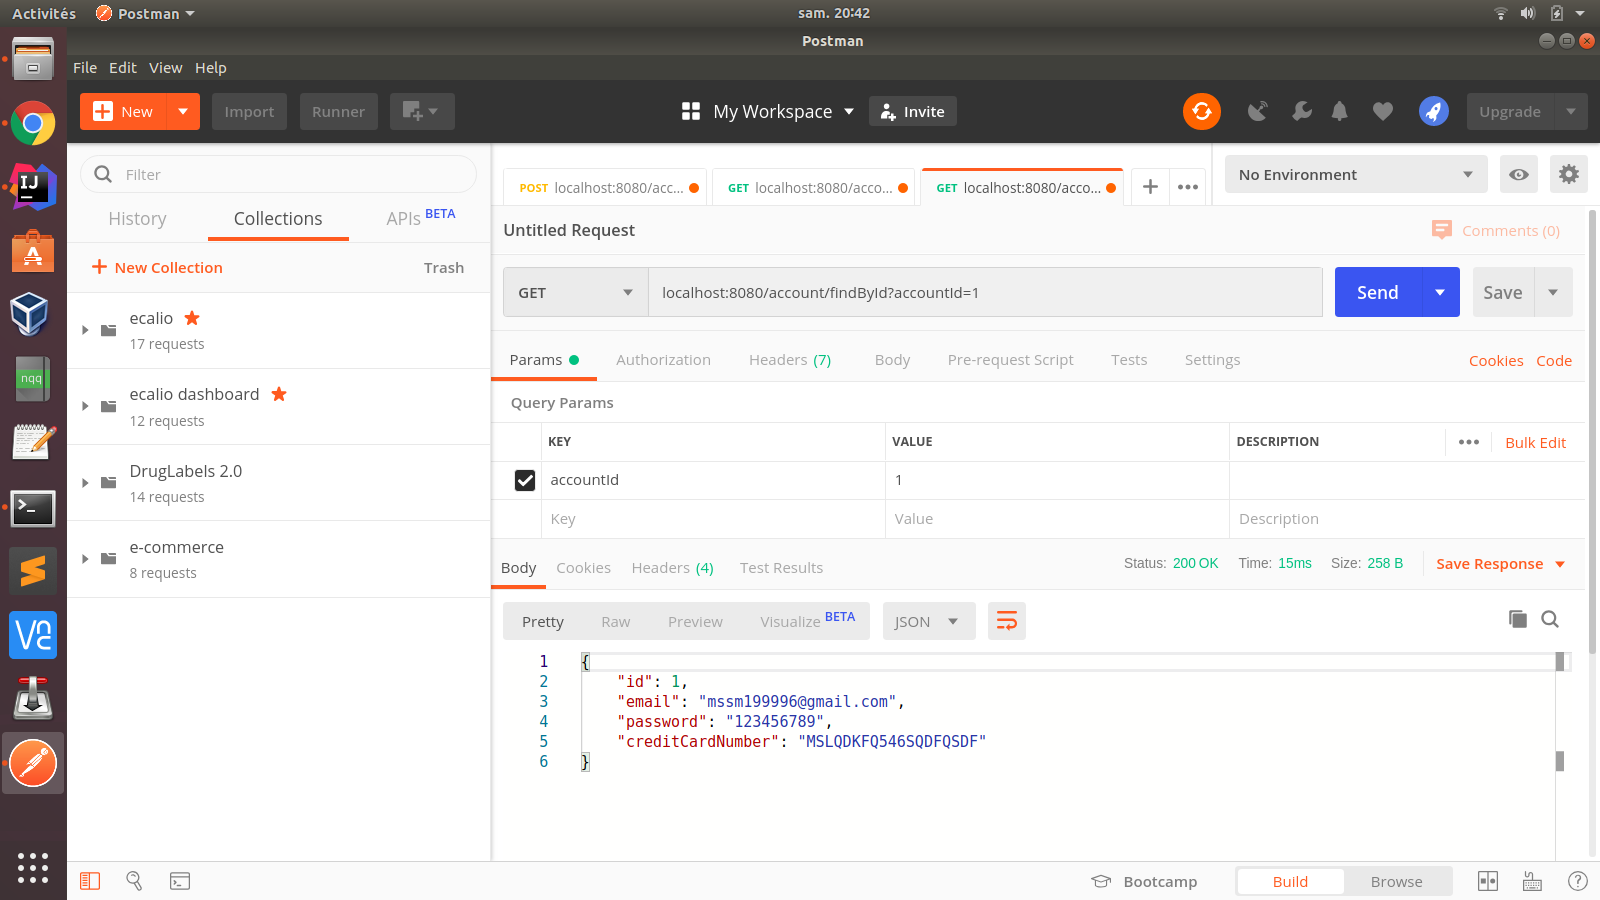 Activités Postman sam. 20:42
Postman
File Edit View Help
New Import Runner My Workspace Invite Upgrade
Filter
History Collections APIs BETA
New Collection Trash
ecalio
17 requests
ecalio dashboard
12 requests
DrugLabels 2.0
14 requests
e-commerce
8 requests
POST localhost:8080/acc... GET localhost:8080/acco... GET localhost:8080/acco... No Environment
Untitled Request Comments (0)
GET localhost:8080/account/findById?accountId=1 Send Save
Params Authorization Headers (7) Body Pre-request Script Tests Settings Cookies Code
Query Params
KEY VALUE DESCRIPTION Bulk Edit
accountId 1
Key Value Description
Body Cookies Headers (4) Test Results Status: 200 OK Time: 15ms Size: 258 B Save Response
Pretty Raw Preview Visualize BETA JSON
1 {
2 "id": 1,
3 "email": "mssm199996@gmail.com",
4 "password": "123456789",
5 "creditCardNumber": "MSLQDKFQ546SQDFQSDF"
6 }
Bootcamp Build Browse
IJ
A
nqq